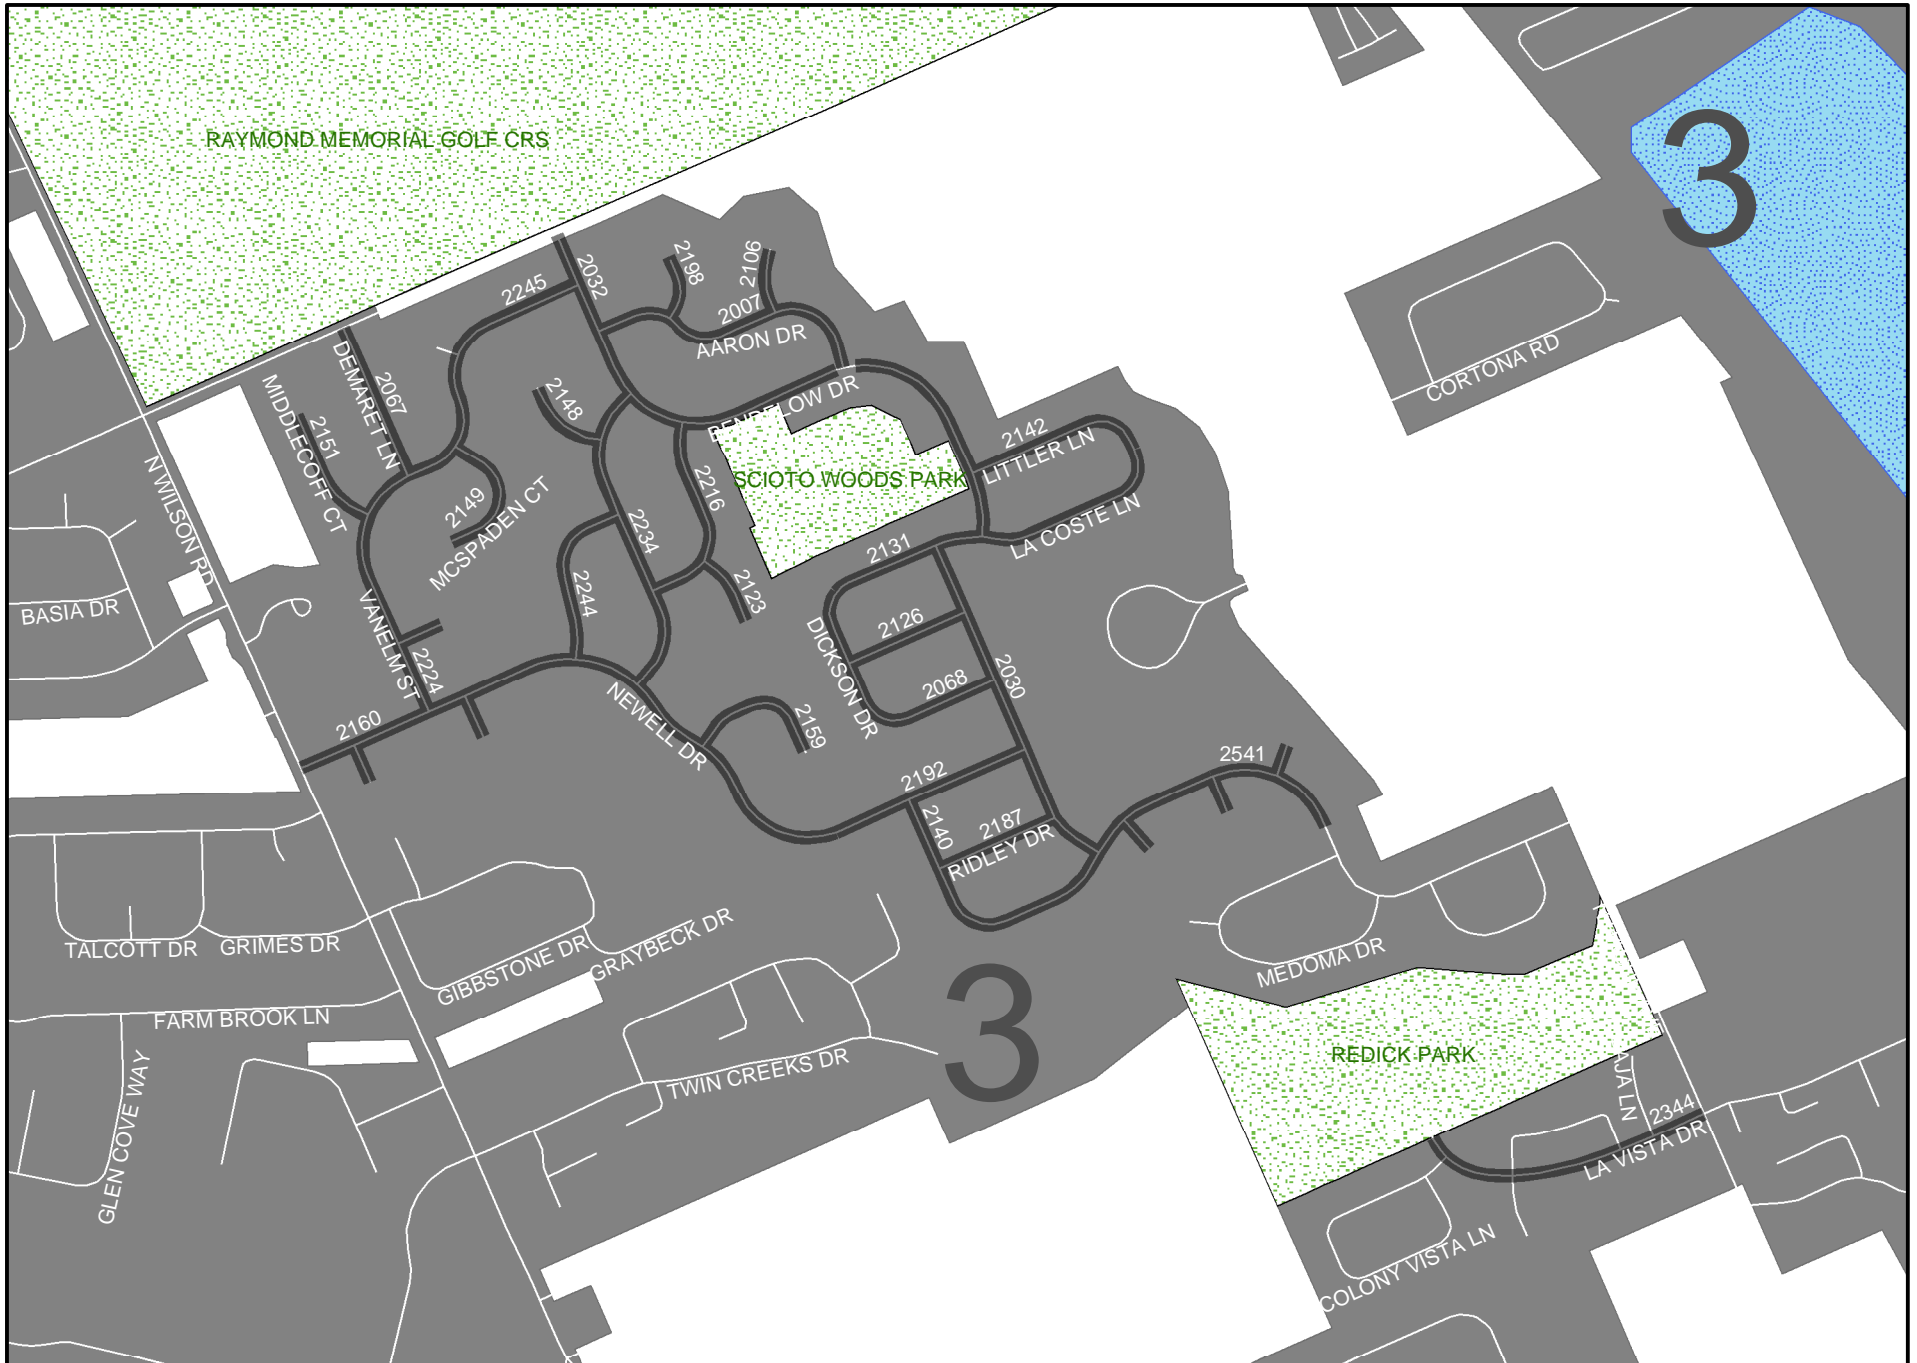 3
RAYMOND MEMORIAL GOLF CRS
2032
2198
2106
2245
2007
AARON DR
CORTONA RD
DEMARET LN
2067
MIDDLECOFF CT
2151
2148
2142
LITTLER LN
SCIOTO WOODS PARK
N WILSON RD
2216
2149
MCSPADEN CT
2234
LA COSTE LN
2131
BASIA DR
VANELM ST
2244
2123
2126
DICKSON DR
2224
2030
2068
NEWELL DR
2160
2159
2541
2192
2140
2187
RIDLEY DR
TALCOTT DR
GRIMES DR
GIBBSTONE DR
GRAYBECK DR
MEDOMA DR
FARM BROOK LN
3
REDICK PARK
TWIN CREEKS DR
GLEN COVE WAY
AJA LN
2344
LA VISTA DR
COLONY VISTA LN